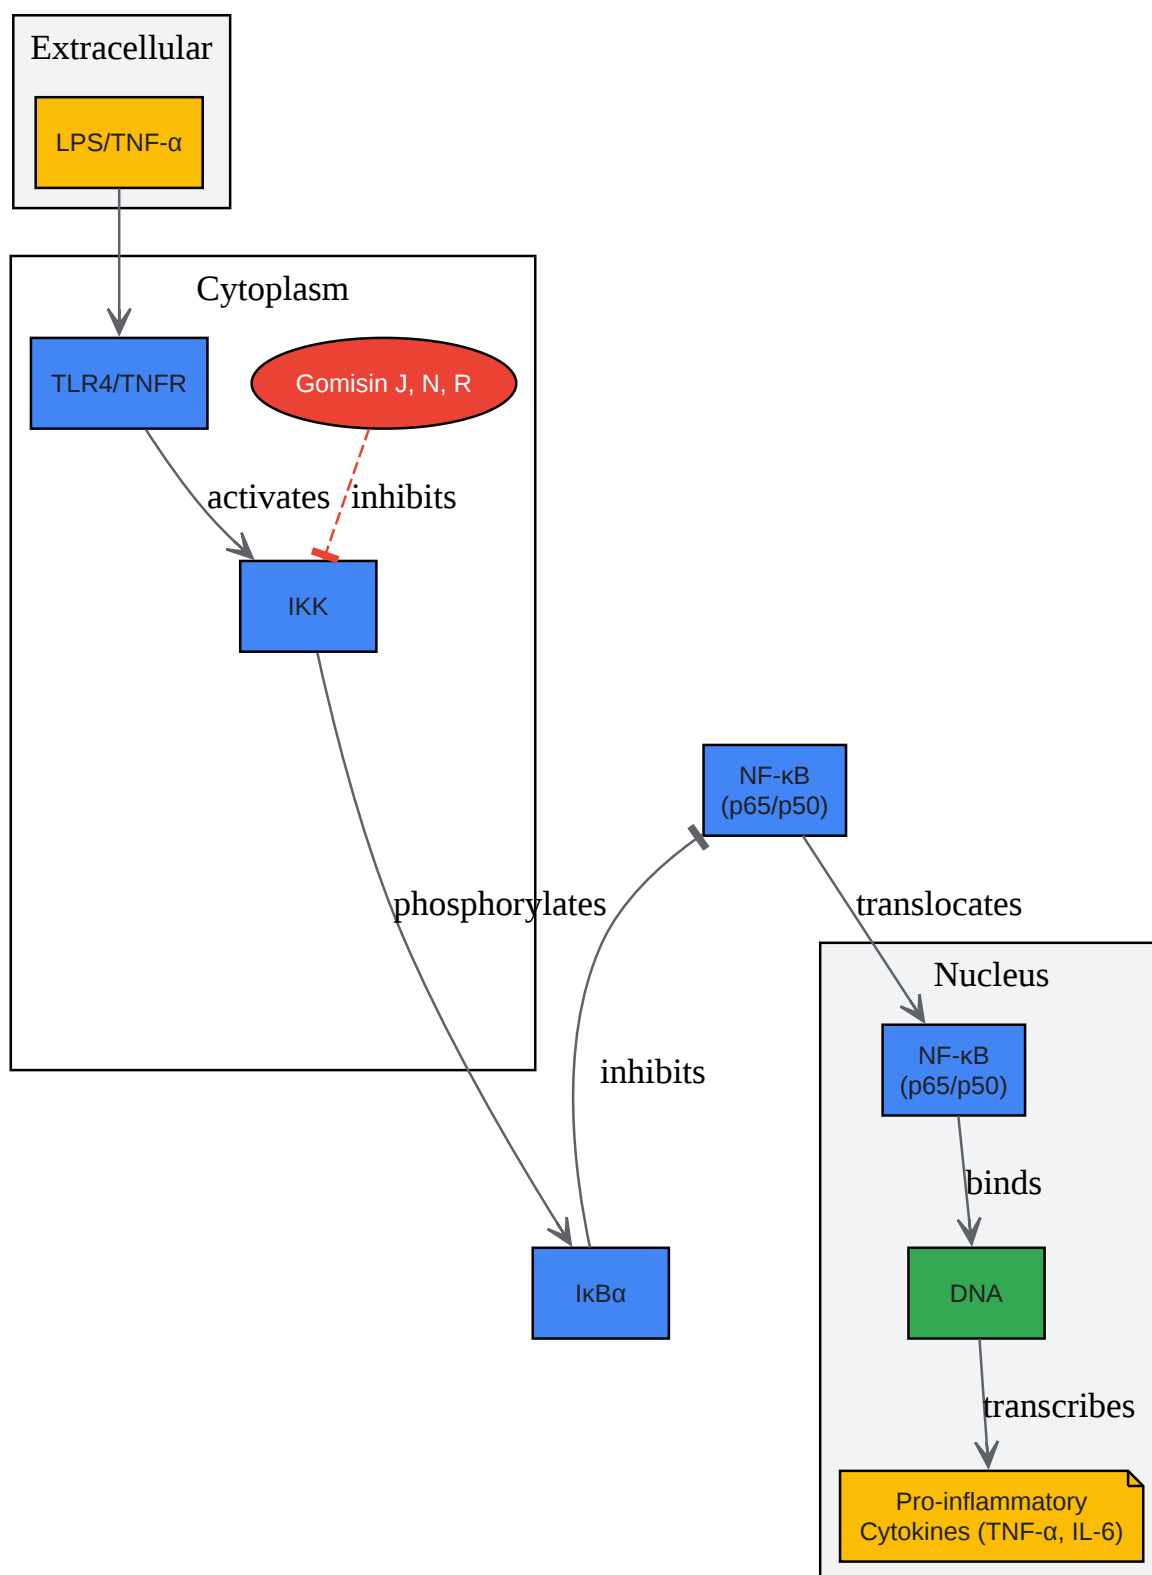 Extracellular
LPS/TNF-α
Cytoplasm
TLR4/TNFR
Gomisin J, N, R
activates
inhibits
IKK
NF-κB
(p65/p50)
phosphorylates
translocates
Nucleus
NF-κB
(p65/p50)
inhibits
binds
IκBα
DNA
transcribes
Pro-inflammatory
Cytokines (TNF-α, IL-6)